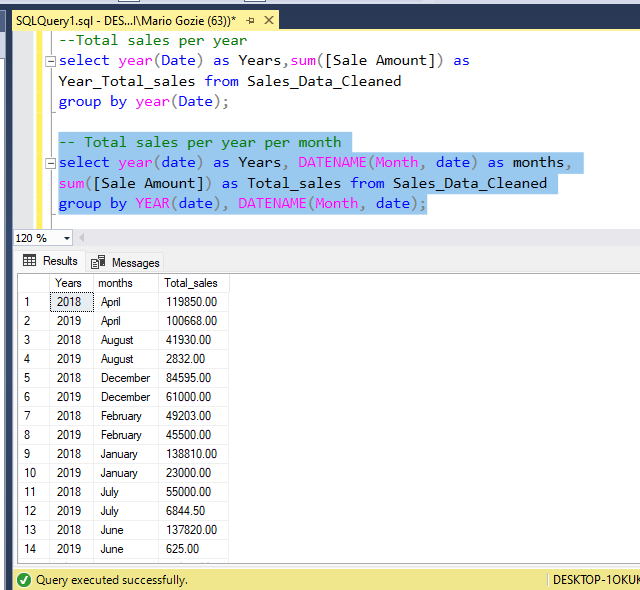 SQLQuery1.sql - DES...I\Mario Gozie (63))*
--Total sales per year
select year(Date) as Years,sum([Sale Amount]) as
Year_Total_sales from Sales_Data_Cleaned
group by year(Date);
-- Total sales per year per month
select year(date) as Years, DATENAME(Month, date) as months,
sum([Sale Amount]) as Total_sales from Sales_Data_Cleaned
group by YEAR(date), DATENAME(Month, date);
120 %
Results Messages
Years months Total_sales
1 2018 April 119850.00
2 2019 April 100668.00
3 2018 August 41930.00
4 2019 August 2832.00
5 2018 December 84595.00
6 2019 December 61000.00
7 2018 February 49203.00
8 2019 February 45500.00
9 2018 January 138810.00
10 2019 January 23000.00
11 2018 July 55000.00
12 2019 July 6844.50
13 2018 June 137820.00
14 2019 June 625.00
Query executed successfully. DESKTOP-1OKUK